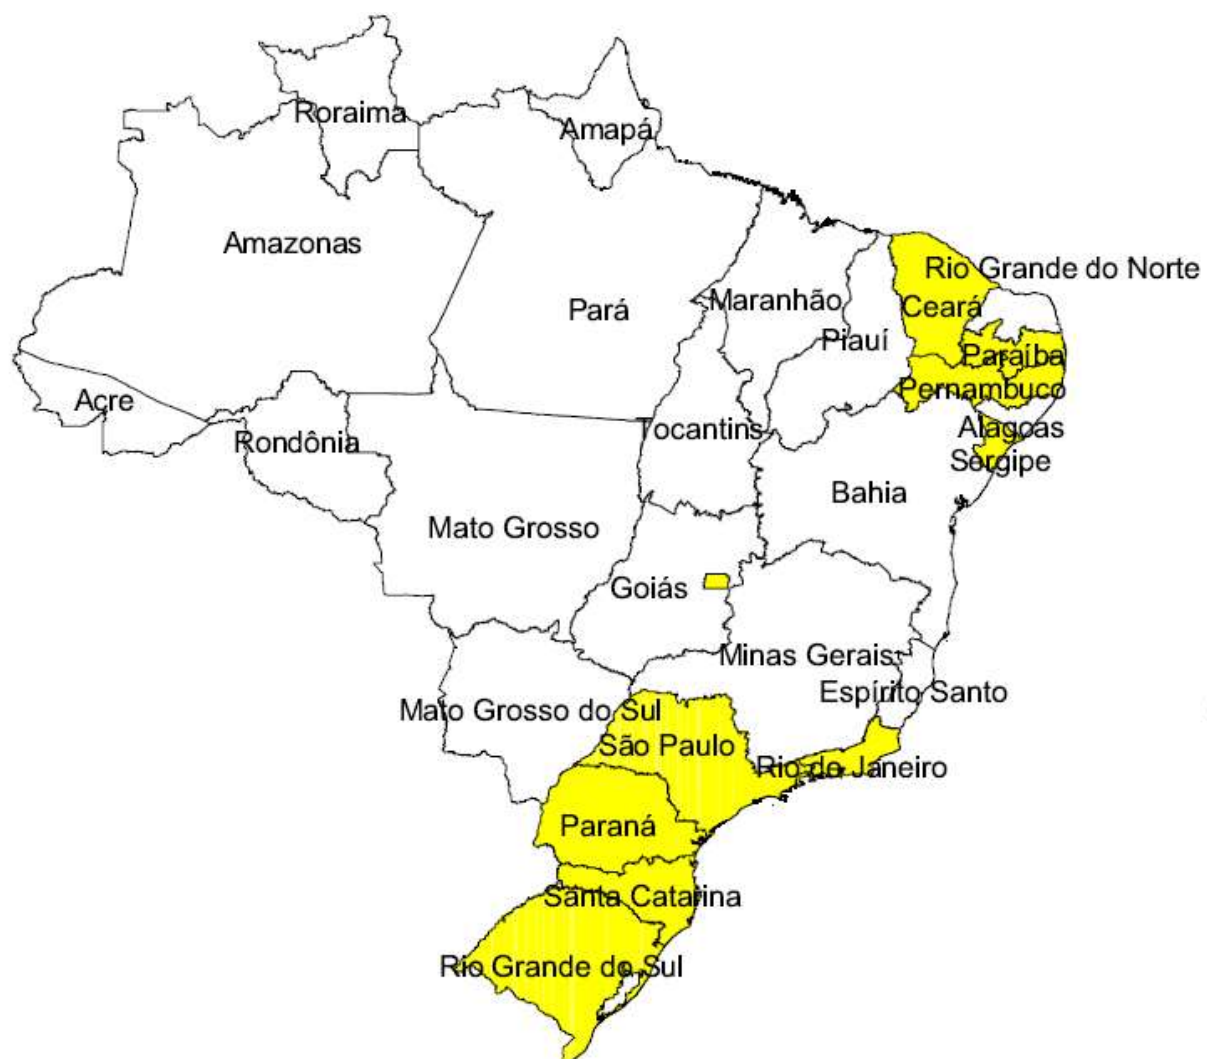 Roraima
Amapá
Amazonas
Rio Grande do Norte
Maranhão
Ceará
Pará
Piauí
Paraíba
Pernambuco
Acre
Tocantins
Alagoas
Rondônia
Sergipe
Bahia
Mato Grosso
Goiás
Minas Gerais
Espírito Santo
Mato Grosso do Sul
São Paulo
Rio do Janeiro
Paraná
Santa Catarina
Rio Grande do Sul